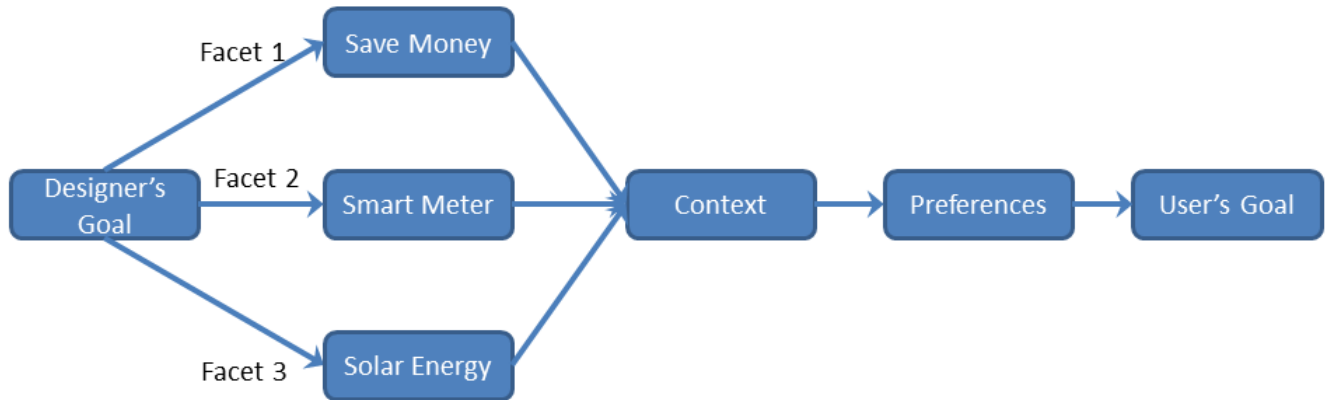 Facet 1
Save Money
Designer's
Goal
Facet 2
Smart Meter
Context
Preferences
User's Goal
Facet 3
Solar Energy